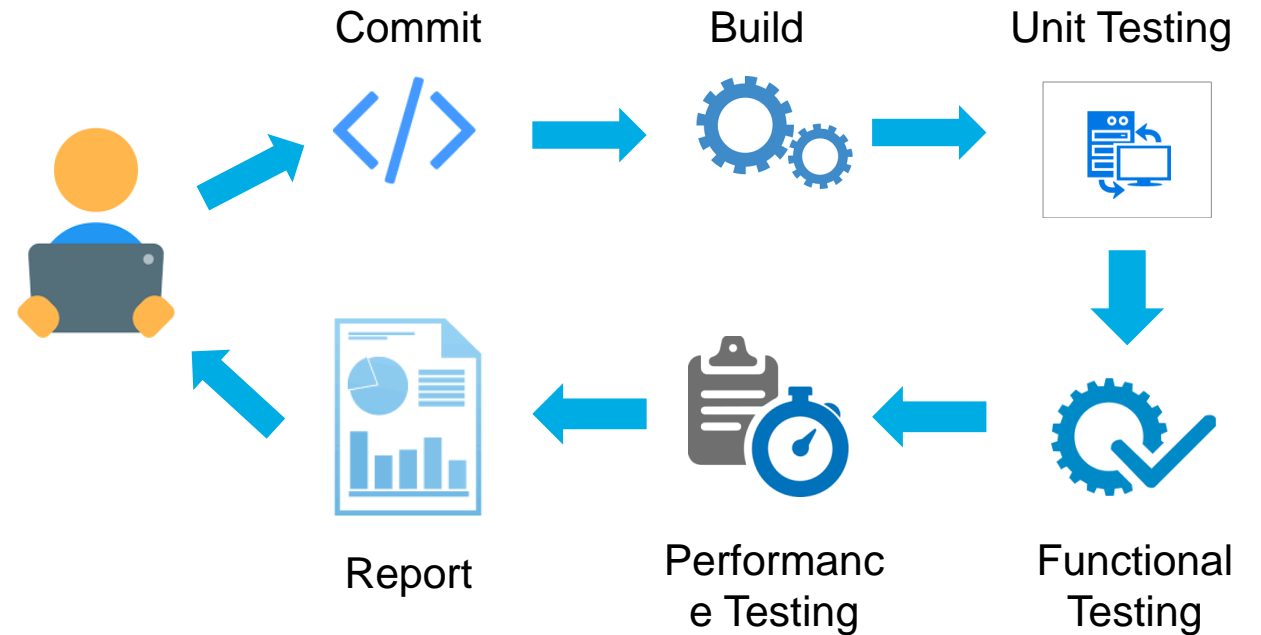 Commit
Build
Unit Testing
Report
Performanc
e Testing
Functional
Testing